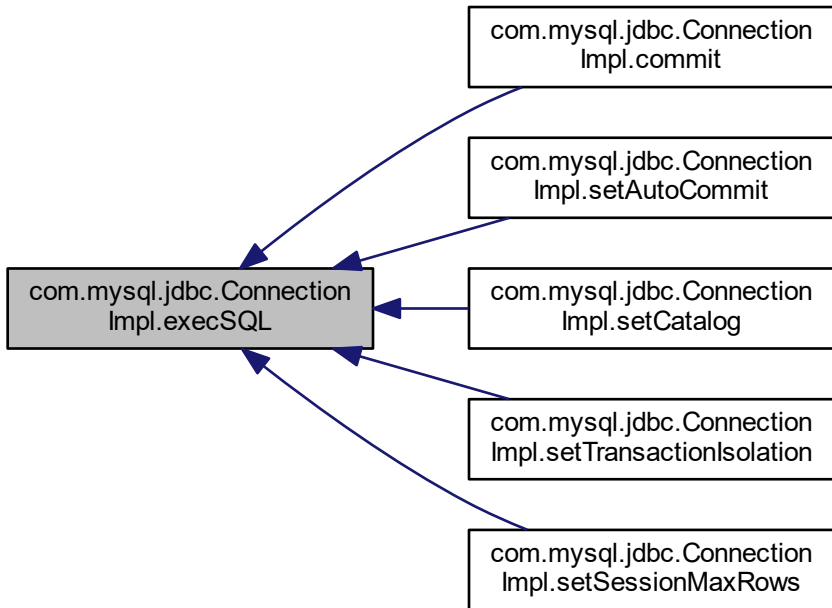 com.mysql.jdbc.Connection
Impl.commit
com.mysql.jdbc.Connection
Impl.setAutoCommit
com.mysql.jdbc.Connection
Impl.execSQL
com.mysql.jdbc.Connection
Impl.setCatalog
com.mysql.jdbc.Connection
Impl.setTransactionIsolation
com.mysql.jdbc.Connection
Impl.setSessionMaxRows